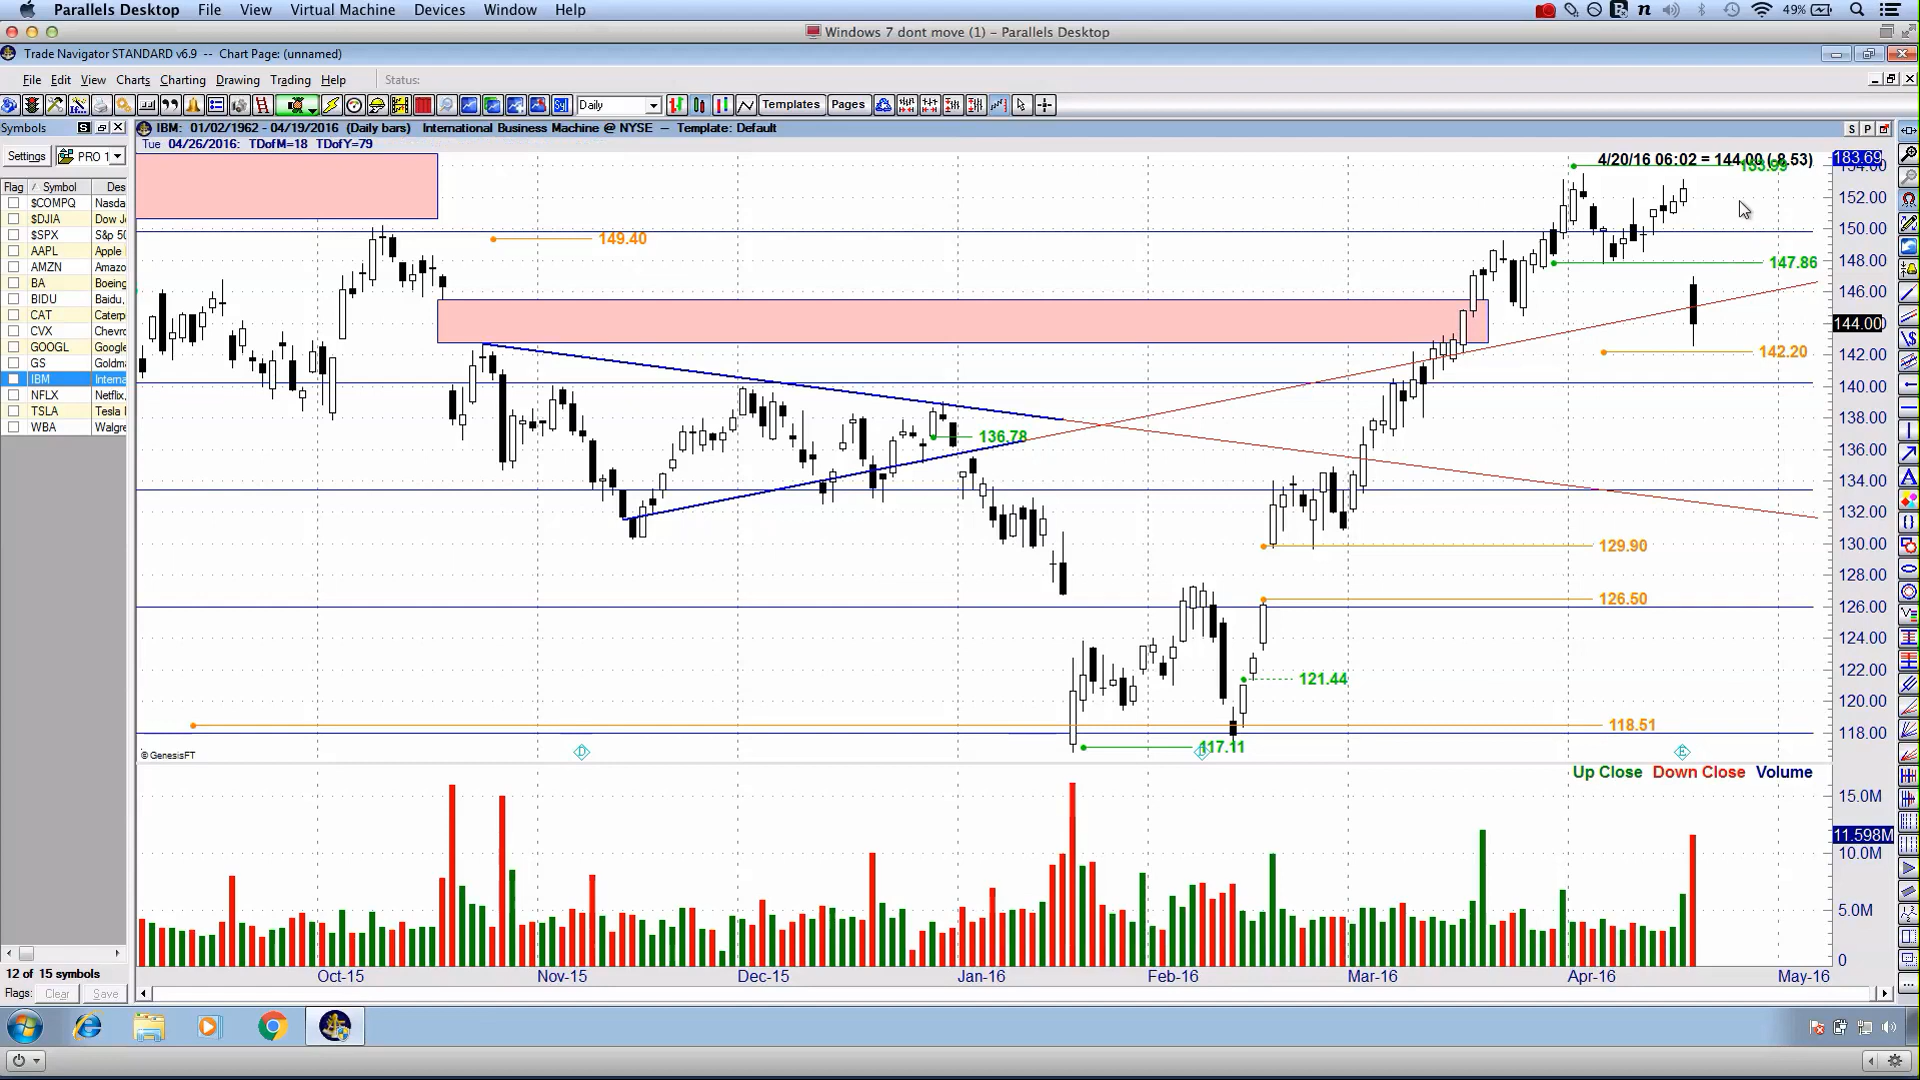 Parallels Desktop File View Virtual Machine Devices Window Help
49%
Windows 7 dont move (1) - Parallels Desktop
Trade Navigator STANDARD v6.9 -- Chart Page: (unnamed)
File Edit View Charts Charting Drawing Trading Help Status:
Daily Templates Pages
Symbols S
IBM: 01/02/1962 - 04/19/2016 (Daily bars) International Business Machine @ NYSE -- Template: Default S P
Tue 04/26/16: TDofM=18 TDofY=79
Settings PRO 1
Flag Symbol Des
$COMPQ Nasda
$DJIA Dow J
$SPX S&p 50
AAPL Apple
AMZN Amazo
BA Boeing
BIDU Baidu,
CAT Caterp
CVX Chevro
GOOGL Google
GS Goldma
IBM Interna
NFLX Netflix,
TSLA Tesla I
WBA Walgre
4/20/16 06:02 = 144.00 (-8.53)
153.99
183.69
154.00
152.00
150.00
148.00
146.00
144.00
142.00
140.00
138.00
136.00
134.00
132.00
130.00
128.00
126.00
124.00
122.00
120.00
118.00
149.40
147.86
142.20
136.78
129.90
126.50
121.44
118.51
117.11
D
E
© GenesisFT
Up Close Down Close Volume
15.0M
11.598M
10.0M
5.0M
0
Oct-15 Nov-15 Dec-15 Jan-16 Feb-16 Mar-16 Apr-16 May-16
12 of 15 symbols
Flags: Clear Save